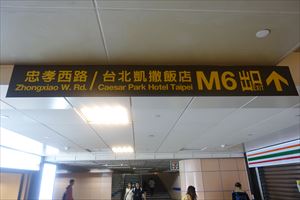 忠孝西路 / 台北凱撒飯店 M6 出口
Zhongxiao W. Rd. / Caesar Park Hotel Taipei EXIT